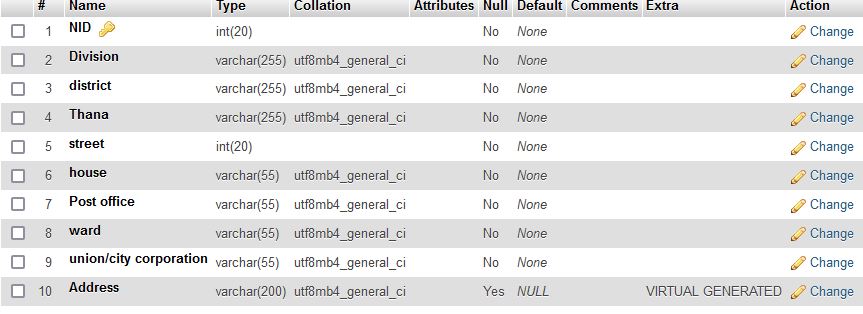 # Name Type Collation Attributes Null Default Comments Extra Action
1 NID int(20) No None Change
2 Division varchar(255) utf8mb4_general_ci No None Change
3 district varchar(255) utf8mb4_general_ci No None Change
4 Thana varchar(255) utf8mb4_general_ci No None Change
5 street int(20) No None Change
6 house varchar(55) utf8mb4_general_ci No None Change
7 Post office varchar(55) utf8mb4_general_ci No None Change
8 ward varchar(55) utf8mb4_general_ci No None Change
9 union/city corporation varchar(55) utf8mb4_general_ci No None Change
10 Address varchar(200) utf8mb4_general_ci Yes NULL VIRTUAL GENERATED Change